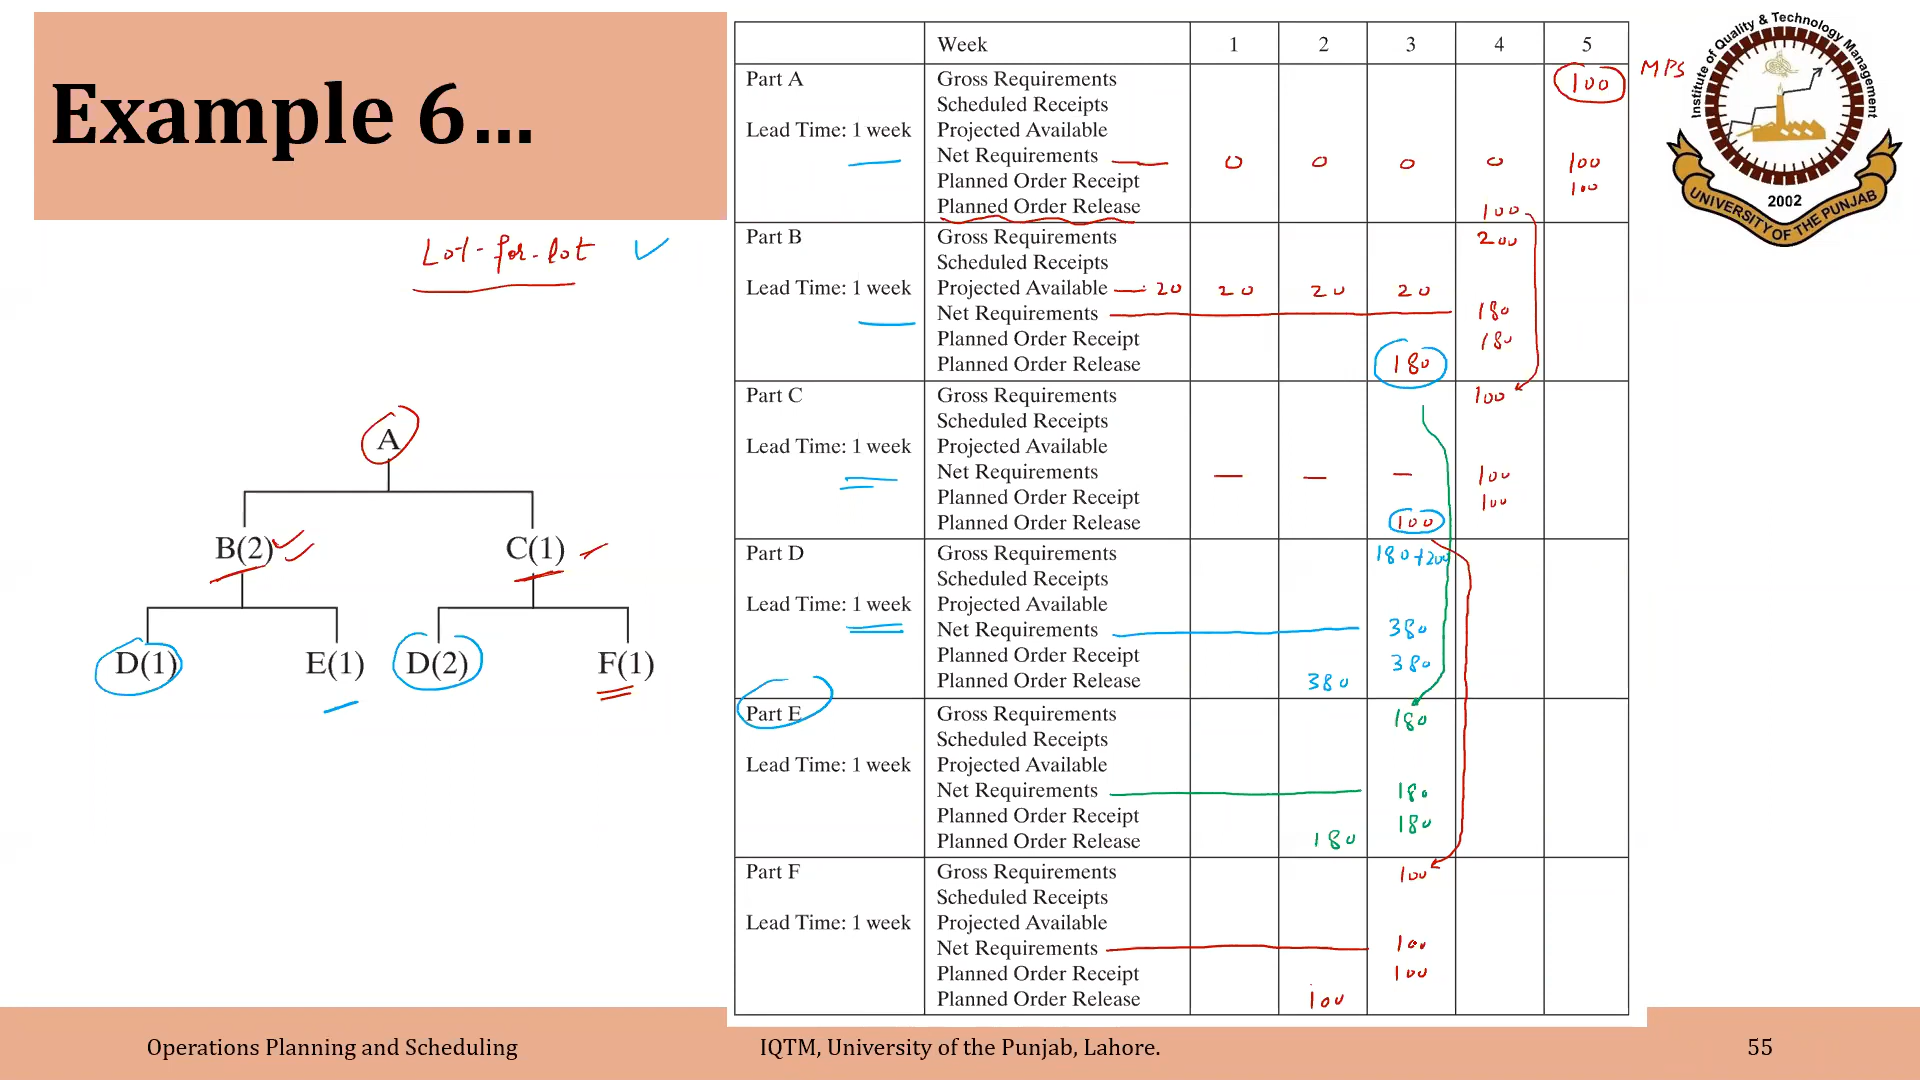 Example 6…
Lot-for-lot
A
B(2)
C(1)
D(1)
E(1)
D(2)
F(1)
Week 1 2 3 4 5
Part A Gross Requirements 100 MPS
Scheduled Receipts
Lead Time: 1 week Projected Available
Net Requirements 0 0 0 0 100
Planned Order Receipt 100
Planned Order Release 100
Part B Gross Requirements 200
Scheduled Receipts
Lead Time: 1 week Projected Available 20 20 20 20
Net Requirements 180
Planned Order Receipt 180
Planned Order Release 180
Part C Gross Requirements 100
Scheduled Receipts
Lead Time: 1 week Projected Available
Net Requirements — — — 100
Planned Order Receipt 100
Planned Order Release 100
Part D Gross Requirements 180+200
Scheduled Receipts
Lead Time: 1 week Projected Available
Net Requirements 380
Planned Order Receipt 380
Planned Order Release 380
Part E Gross Requirements 180
Scheduled Receipts
Lead Time: 1 week Projected Available
Net Requirements 180
Planned Order Receipt 180
Planned Order Release 180
Part F Gross Requirements 100
Scheduled Receipts
Lead Time: 1 week Projected Available
Net Requirements 100
Planned Order Receipt 100
Planned Order Release 100
Institute of Quality & Technology Management
2002
UNIVERSITY OF THE PUNJAB
Operations Planning and Scheduling
IQTM, University of the Punjab, Lahore.
55